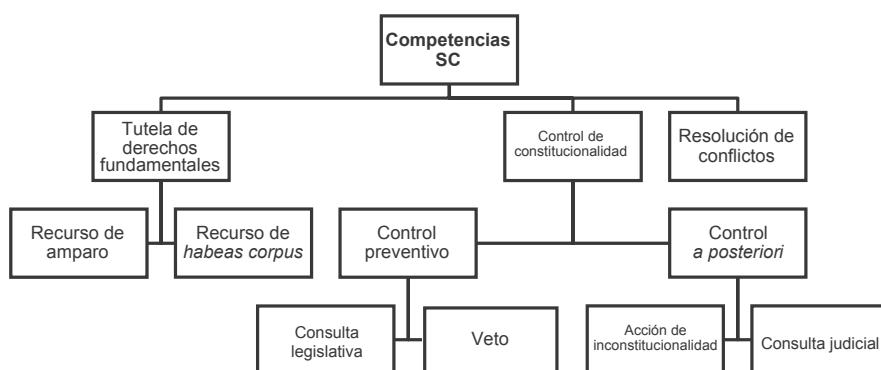 Competencias
SC
Tutela de
derechos
fundamentales
Control de
constitucionalidad
Resolución de
conflictos
Recurso de
amparo
Recurso de
habeas corpus
Control
preventivo
Control
a posteriori
Consulta
legislativa
Veto
Acción de
inconstitucionalidad
Consulta judicial